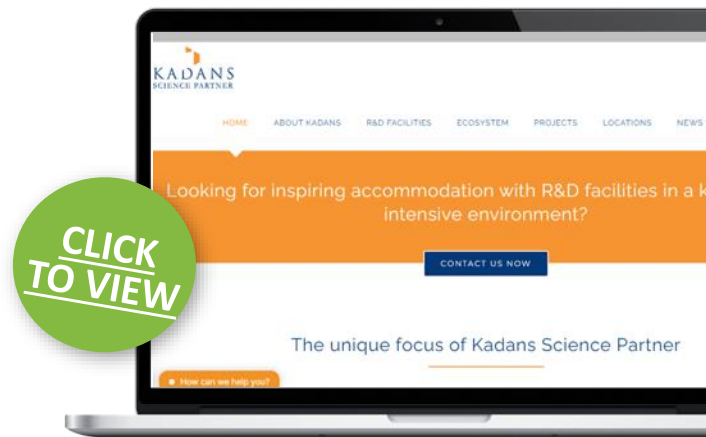 KADANS
SCIENCE PARTNER
HOME ABOUT KADANS R&D FACILITIES ECOSYSTEM PROJECTS LOCATIONS NEWS
Looking for inspiring accommodation with R&D facilities in a k
intensive environment?
CONTACT US NOW
CLICK
TO VIEW
The unique focus of Kadans Science Partner
How can we help you?